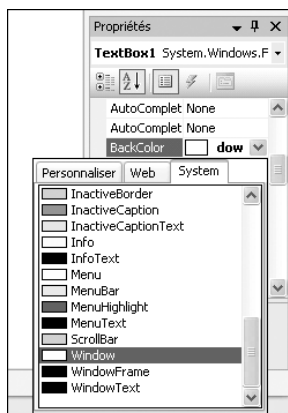 Propriétés
TextBox1 System.Windows.F
AutoComplet None
AutoComplet None
BackColor dow
Personnaliser Web System
InactiveBorder
InactiveCaption
InactiveCaptionText
Info
InfoText
Menu
MenuBar
MenuHighlight
MenuText
ScrollBar
Window
WindowFrame
WindowText